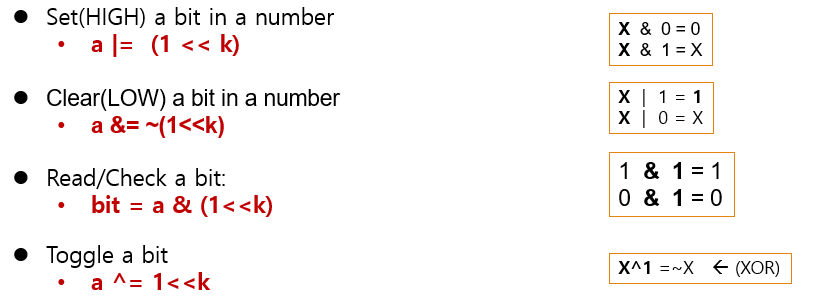 ● Set(HIGH) a bit in a number
• a |= (1 << k)
X & 0 = 0
X & 1 = X
● Clear(LOW) a bit in a number
• a &= ~(1<<k)
X | 1 = 1
X | 0 = X
● Read/Check a bit:
• bit = a & (1<<k)
1 & 1 = 1
0 & 1 = 0
● Toggle a bit
• a ^= 1<<k
X^1 =~X ← (XOR)